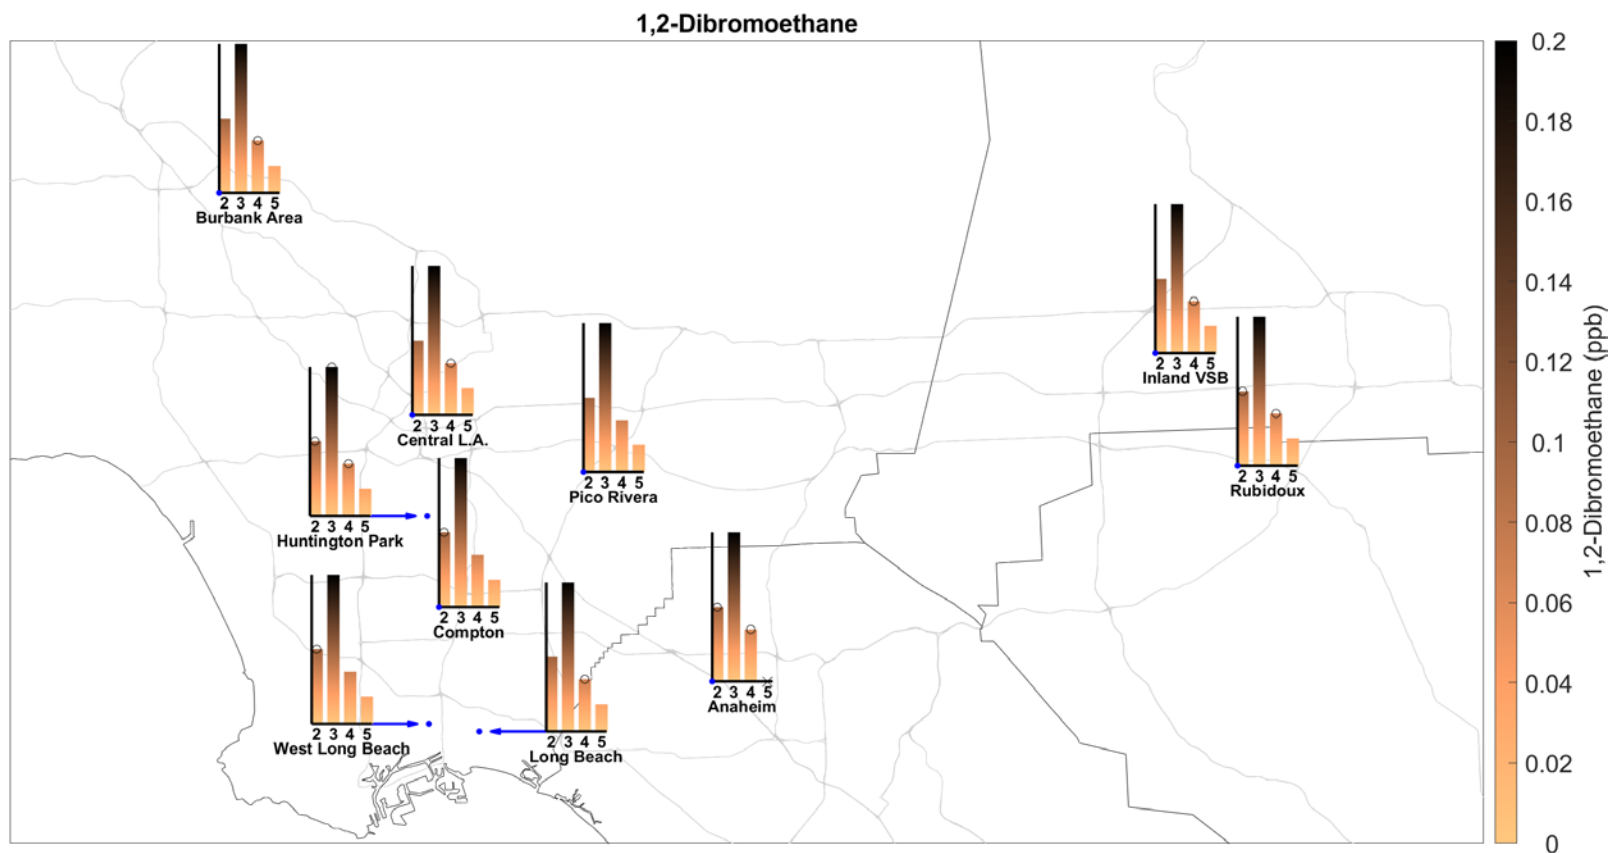 1,2-Dibromoethane
2 3 4 5
Burbank Area
2 3 4 5
Central L.A.
2 3 4 5
Pico Rivera
2 3 4 5
Inland VSB
2 3 4 5
Rubidoux
2 3 4 5
Huntington Park
2 3 4 5
Compton
2 3 4 5
West Long Beach
2 3 4 5
Long Beach
2 3 4 5
Anaheim
0.2
0.18
0.16
0.14
0.12
0.1
0.08
0.06
0.04
0.02
0
1,2-Dibromoethane (ppb)